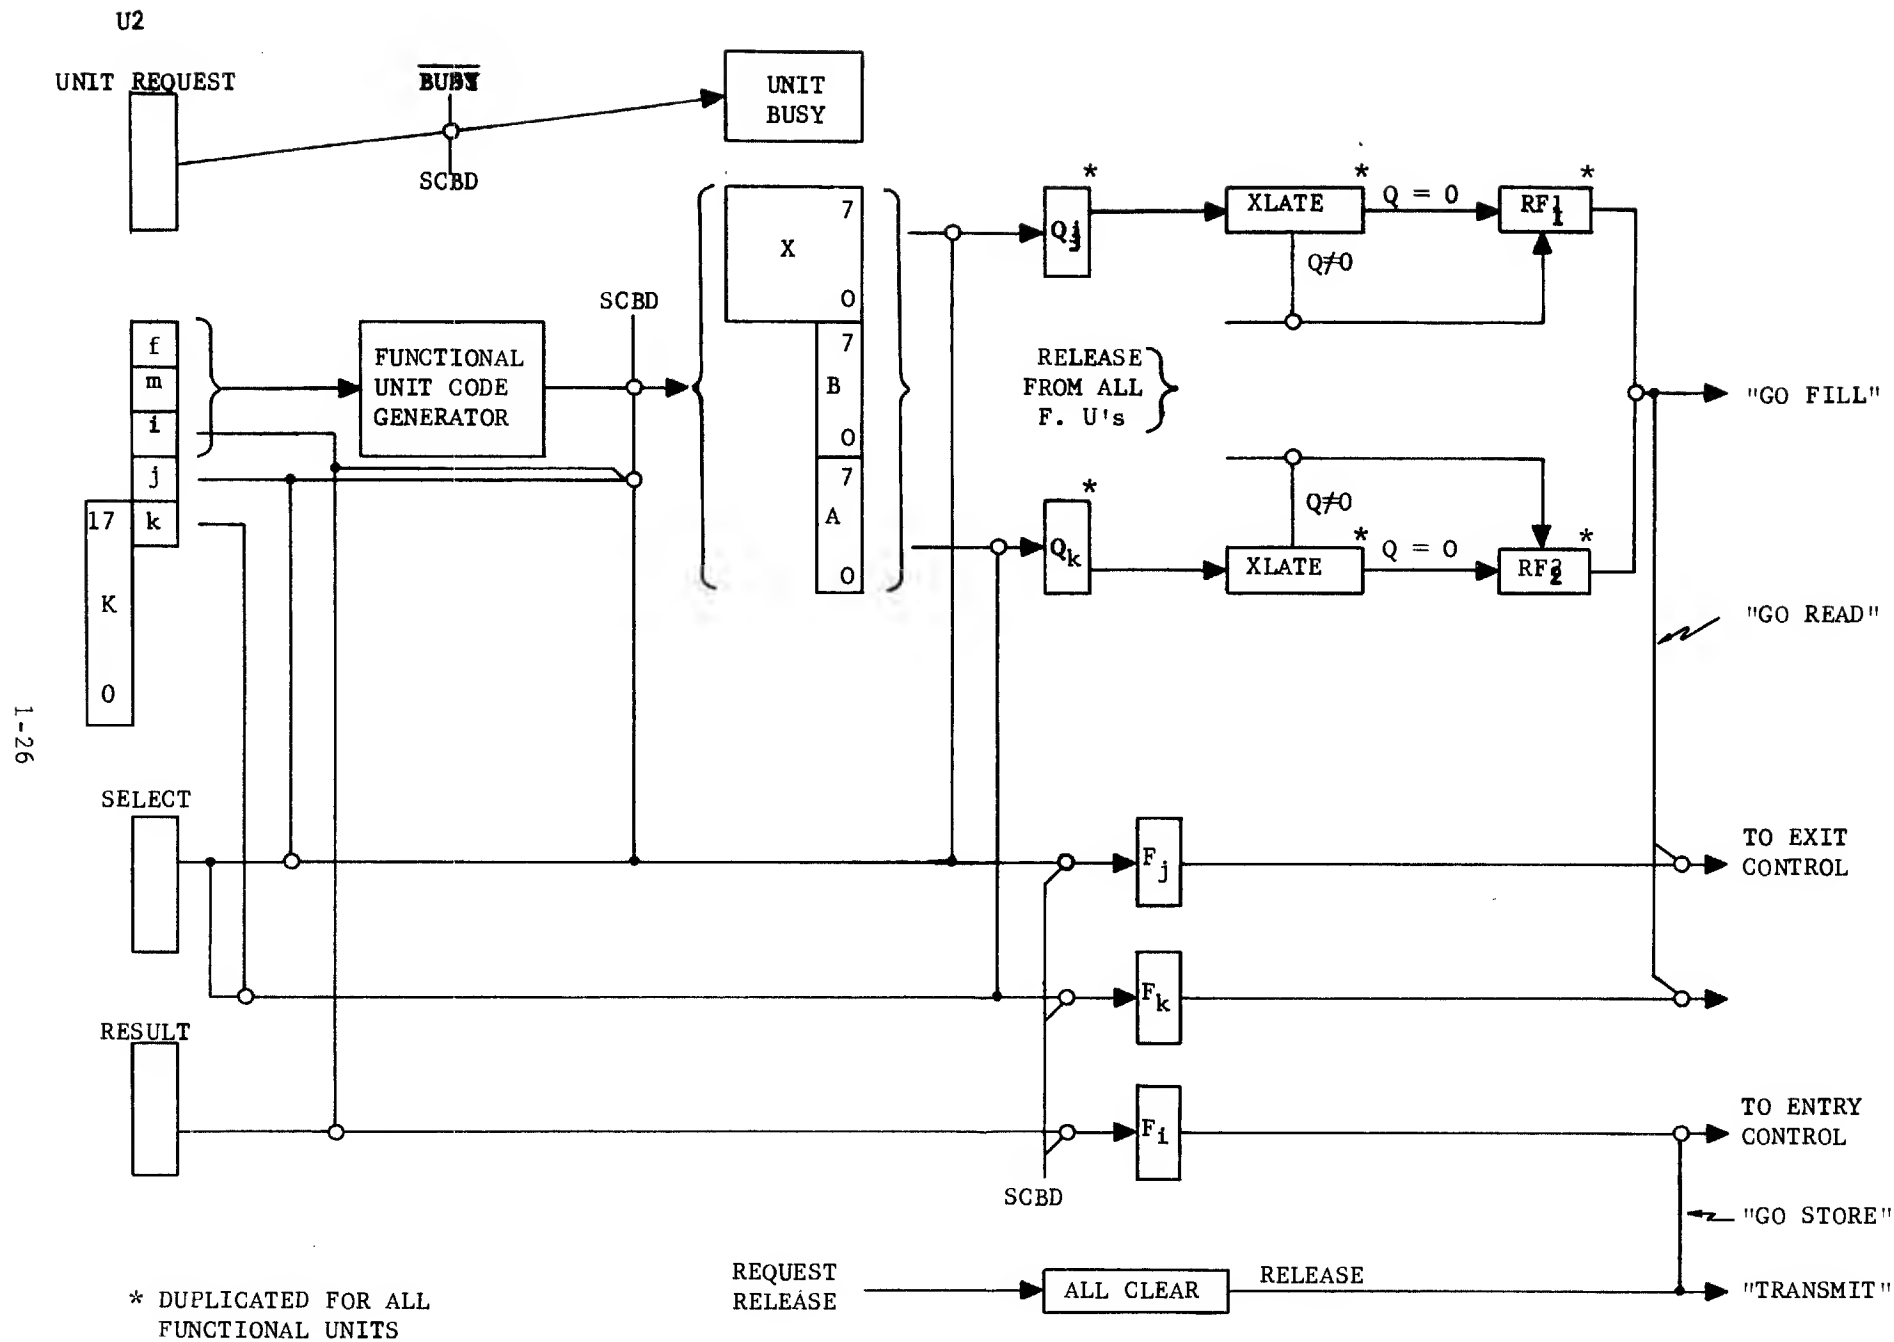 U2
UNIT REQUEST
BUSY
SCBD
UNIT
BUSY
f
m
i
j
k
17
K
0
FUNCTIONAL
UNIT CODE
GENERATOR
SCBD
X
7
0
B
7
0
A
7
0
Qj
*
XLATE
*
Q = 0
RF1
*
Q≠0
RELEASE
FROM ALL
F. U's
Q≠0
Qk
*
XLATE
*
Q = 0
RF2
*
"GO FILL"
"GO READ"
1-26
SELECT
Fj
TO EXIT
CONTROL
Fk
RESULT
Fi
TO ENTRY
CONTROL
SCBD
"GO STORE"
REQUEST
RELEASE
ALL CLEAR
RELEASE
"TRANSMIT"
* DUPLICATED FOR ALL
FUNCTIONAL UNITS